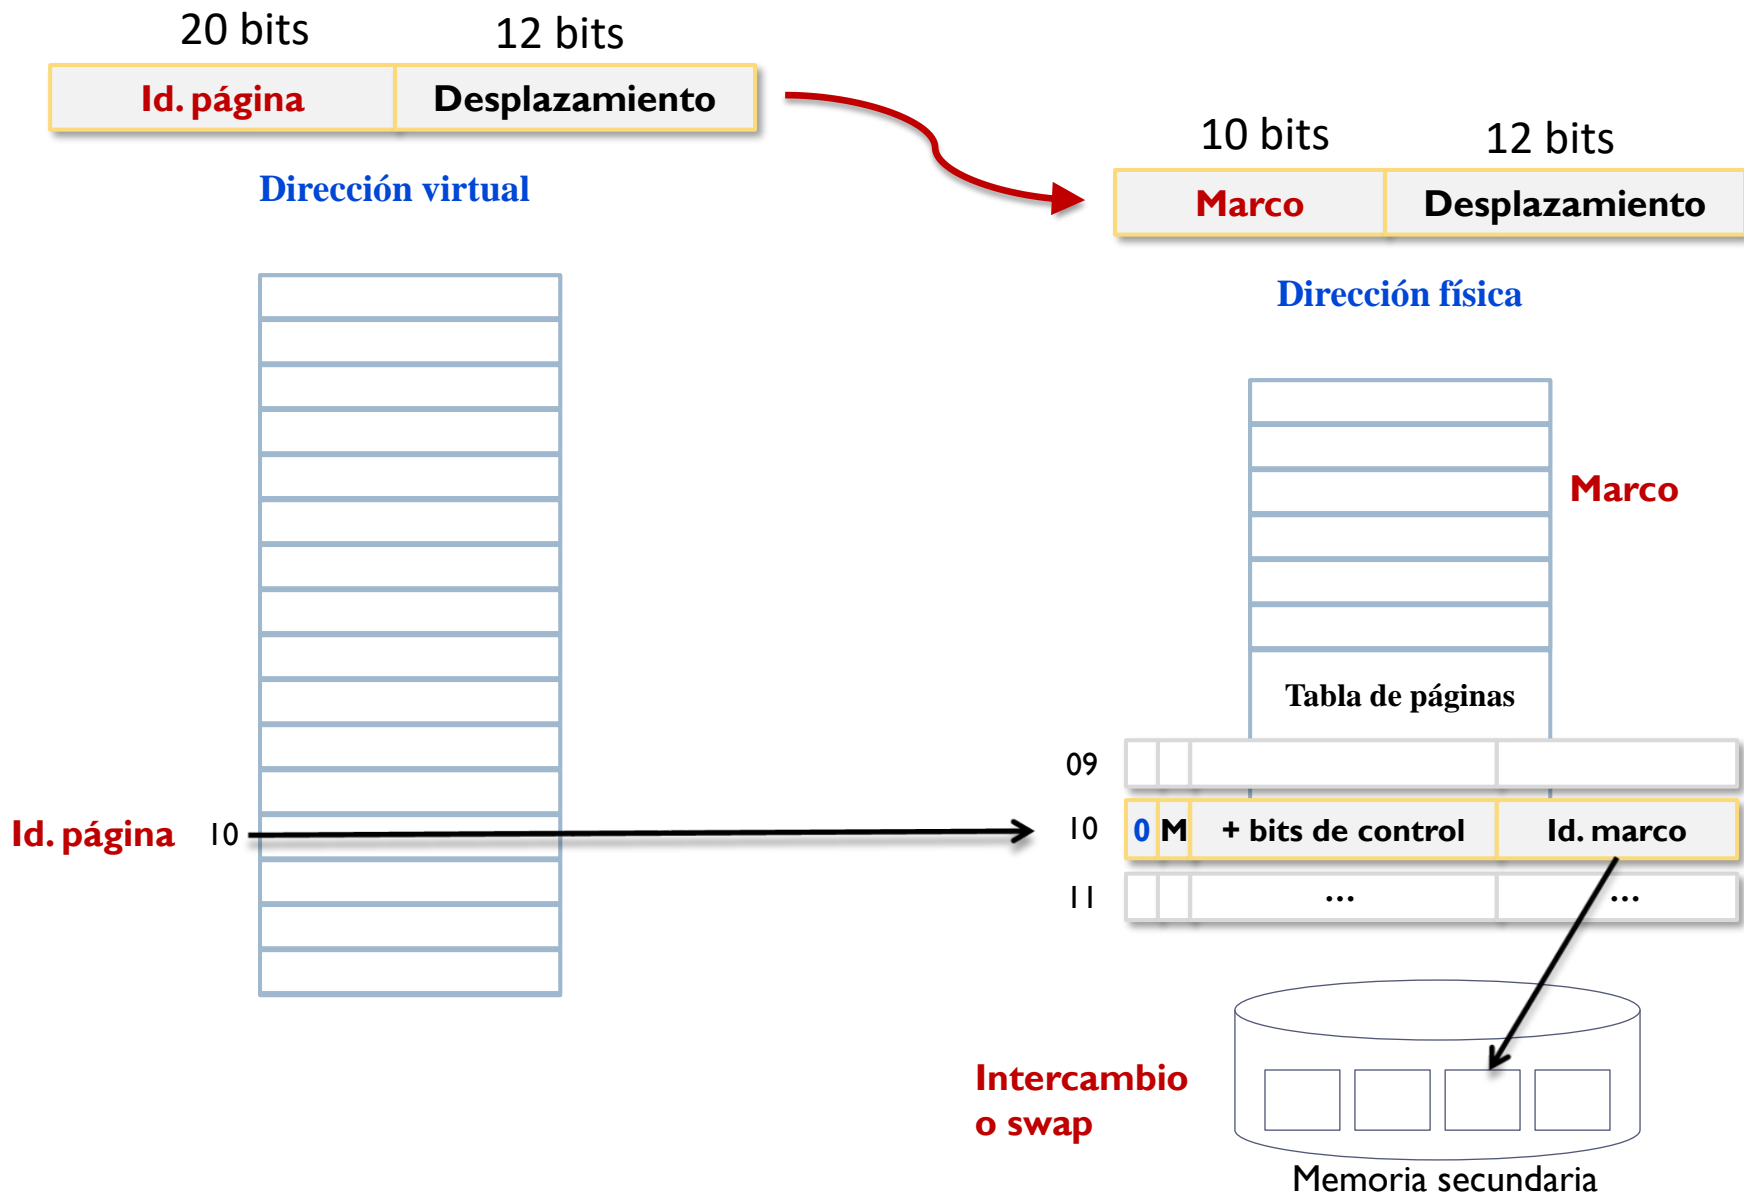 20 bits
12 bits
Id. página
Desplazamiento
Dirección virtual
10 bits
12 bits
Marco
Desplazamiento
Dirección física
Marco
Tabla de páginas
09
Id. página
10
10
0
M
+ bits de control
Id. marco
11
...
...
Intercambio
o swap
Memoria secundaria